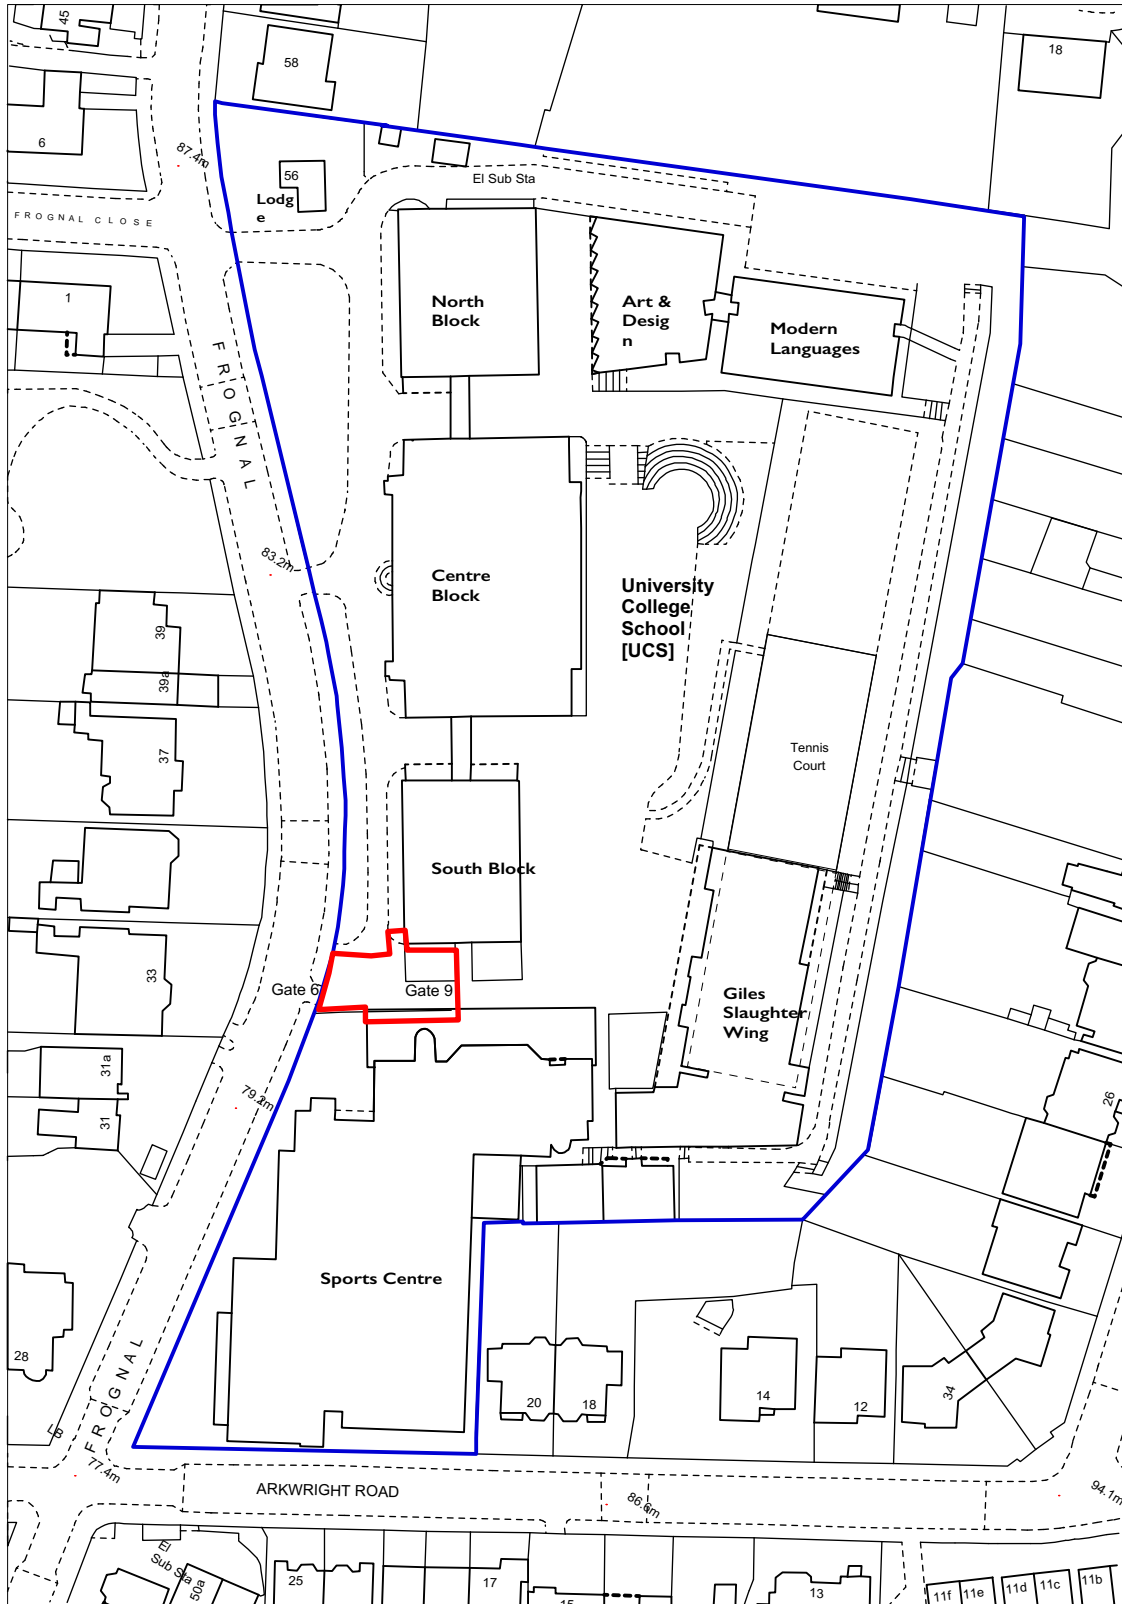 45
58
18
6
87.4m
56
El Sub Sta
Lodg
e
FROGNAL CLOSE
North
Block
Art &
Desig
n
Modern
Languages
1
FROGNAL
83.2m
Centre
Block
University
College
School
[UCS]
39
39a
37
Tennis
Court
South Block
33
Gate 6
Gate 9
Giles
Slaughter
Wing
31a
31
79.2m
26
Sports Centre
28
FROGNAL
LB
77.4m
20
18
14
12
34
ARKWRIGHT ROAD
86.6m
94.1m
El
Sub Sta
50a
25
17
15
13
11f
11e
11d
11c
11b